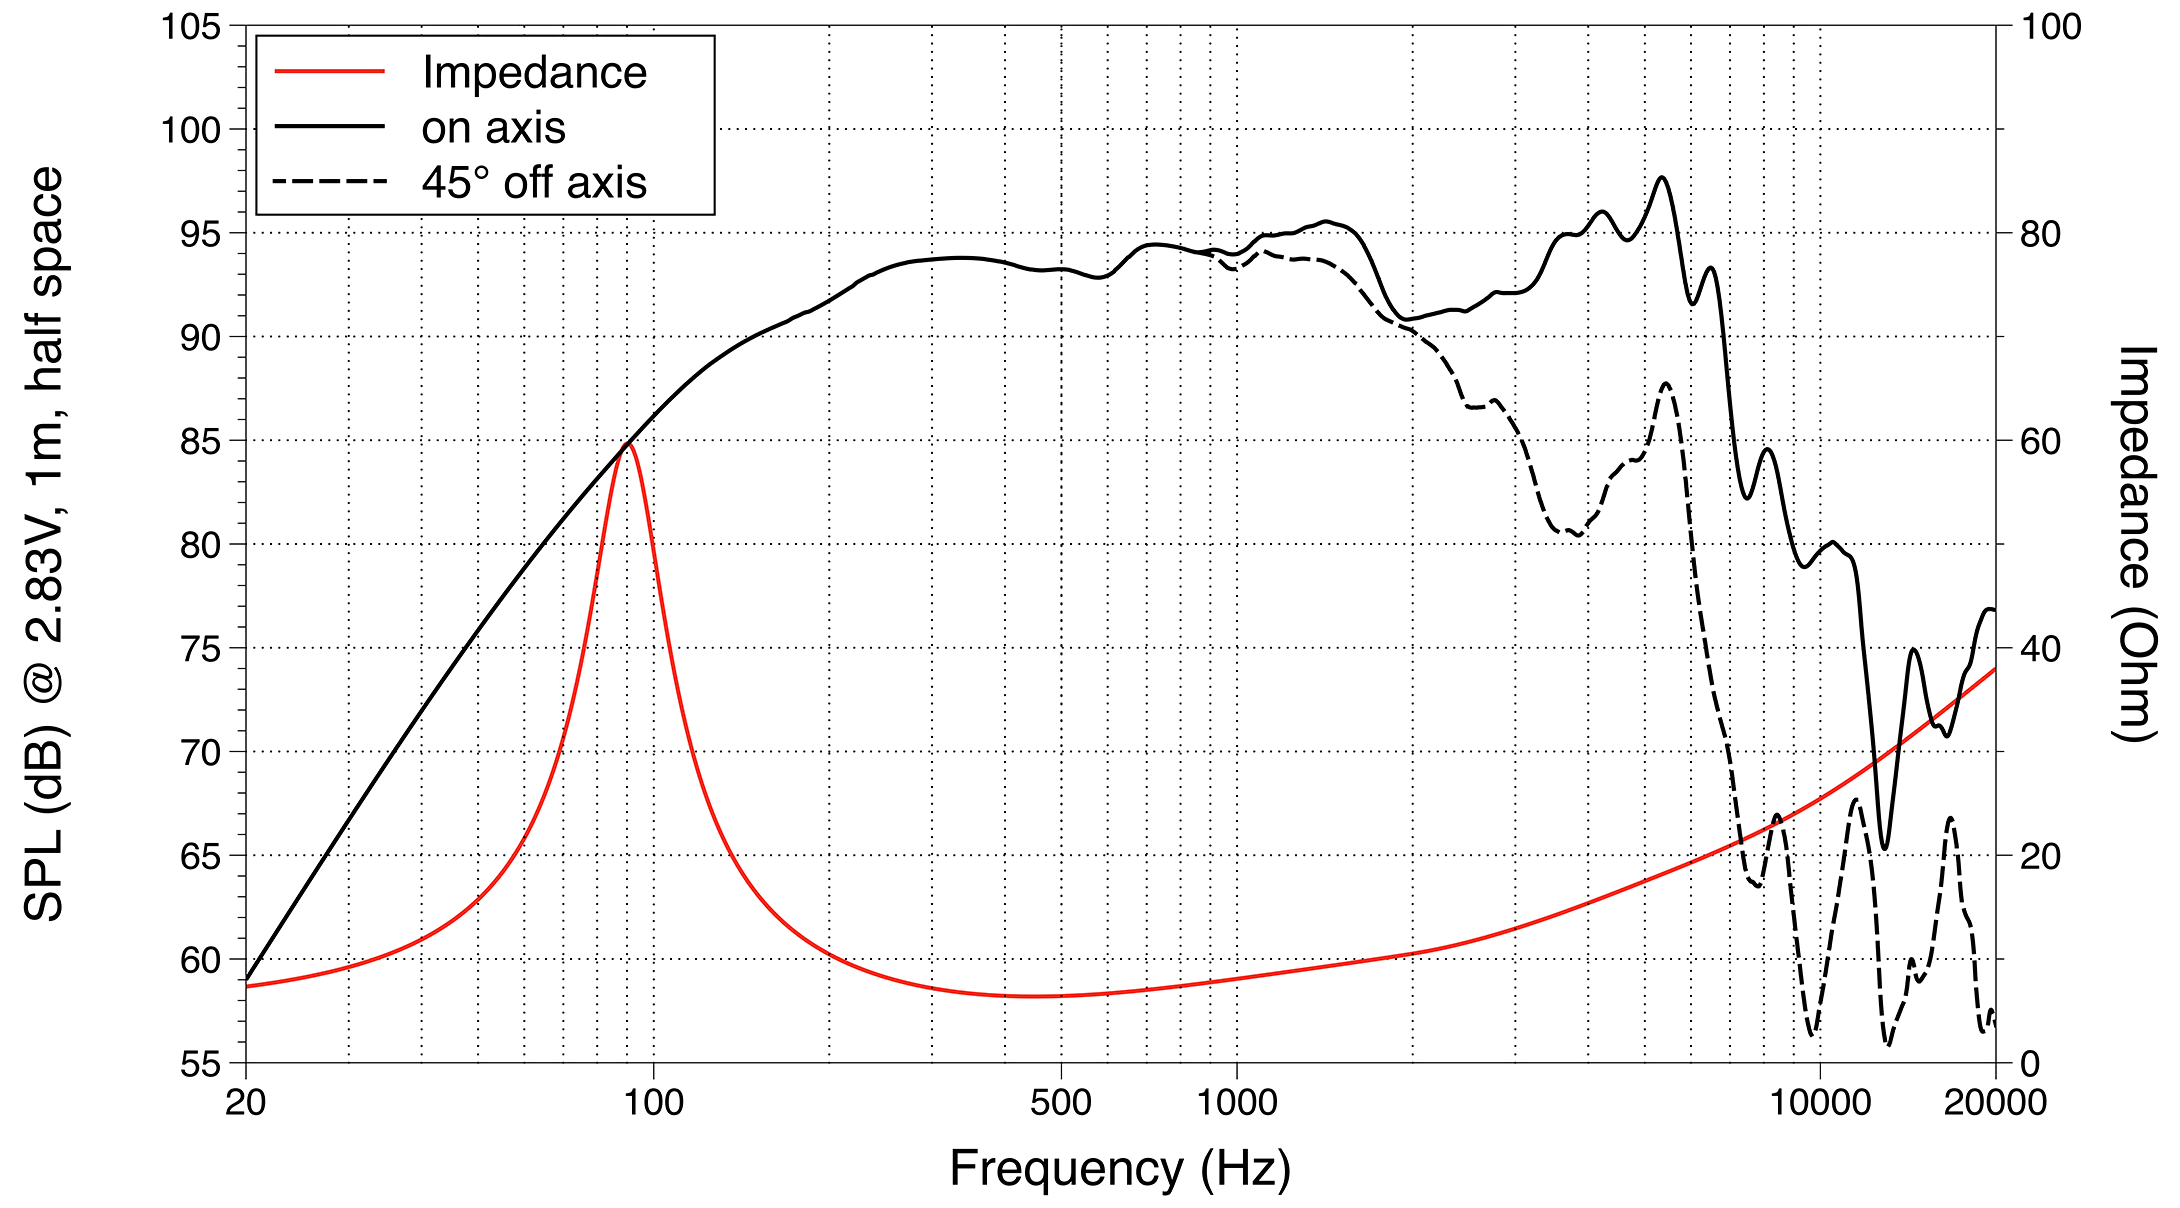 105
100
95
90
85
80
75
70
65
60
55
SPL (dB) @ 2.83V, 1m, half space
Impedance
on axis
45° off axis
100
80
60
40
20
0
Impedance (Ohm)
20 100 500 1000 10000 20000
Frequency (Hz)